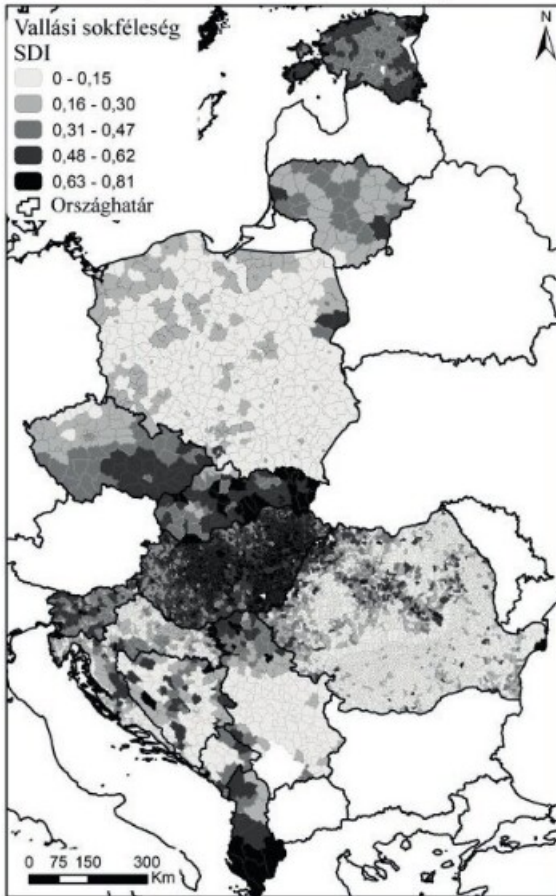 Vallási sokféleség
SDI
0 - 0,15
0,16 - 0,30
0,31 - 0,47
0,48 - 0,62
0,63 - 0,81
Országhatár
N
0 75 150 300
Km